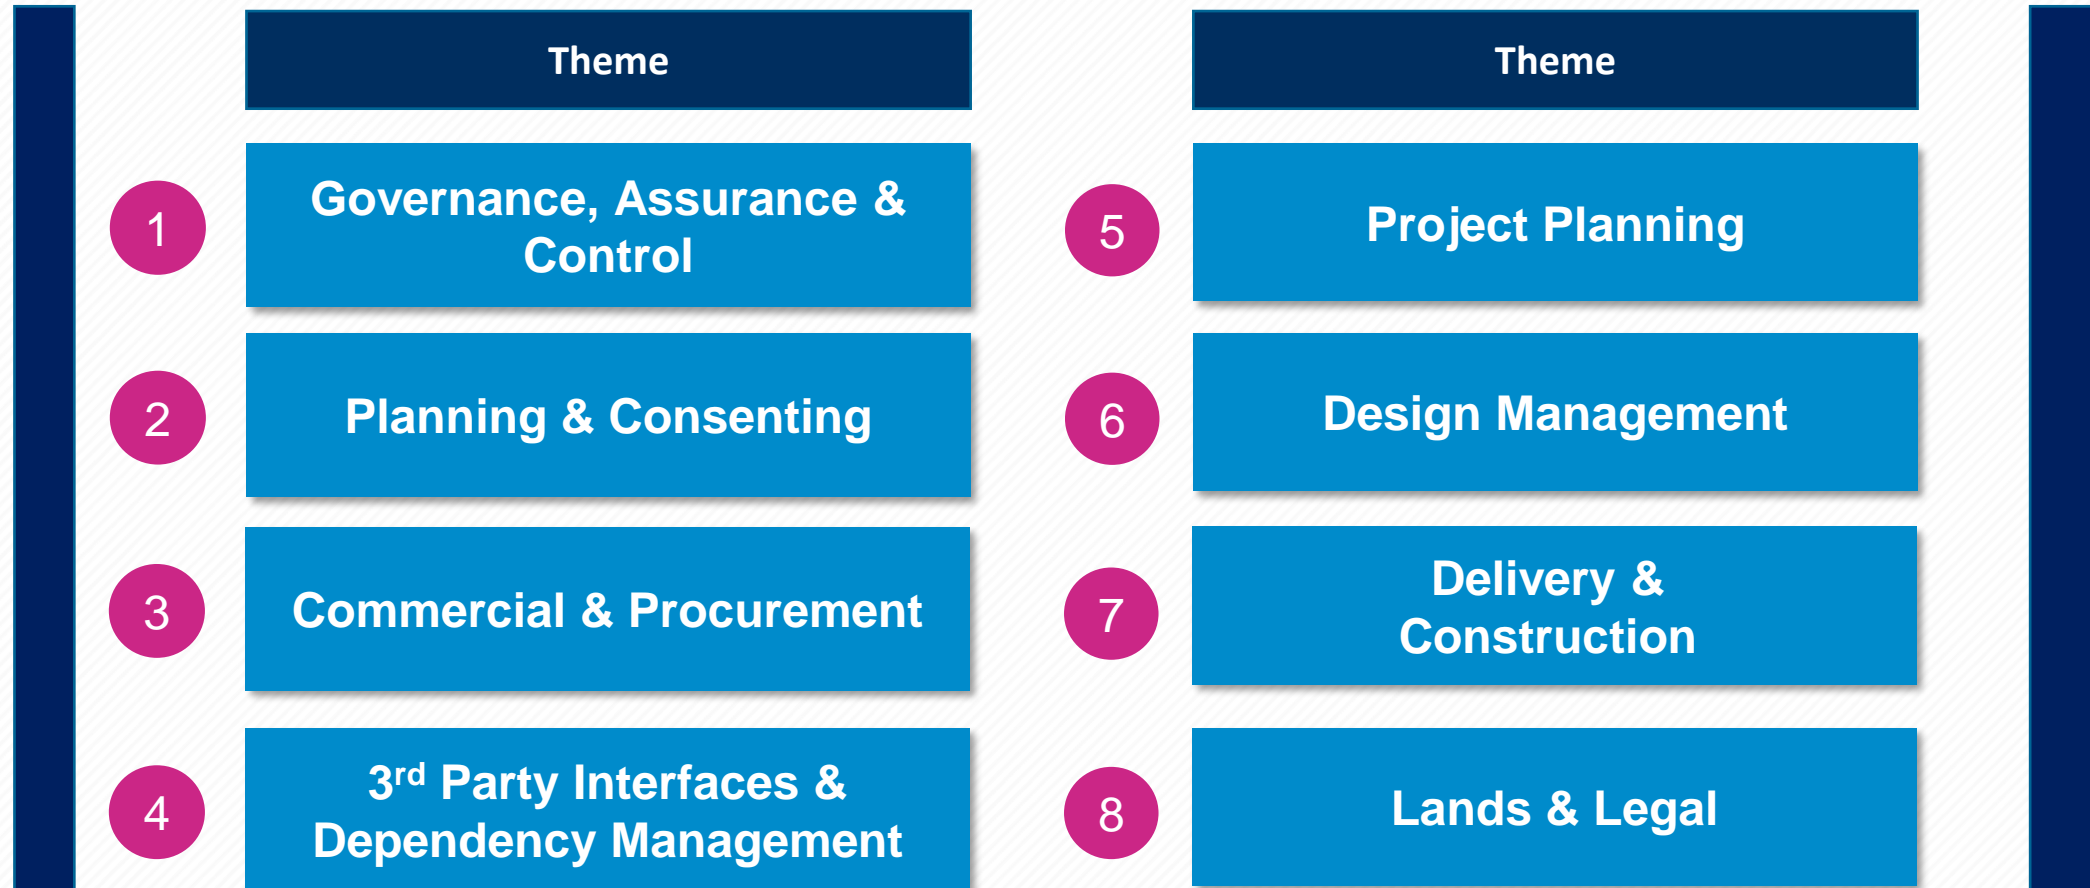 Theme
1
Governance, Assurance &
Control
2
Planning & Consenting
3
Commercial & Procurement
4
3rd Party Interfaces &
Dependency Management
Theme
5
Project Planning
6
Design Management
7
Delivery &
Construction
8
Lands & Legal